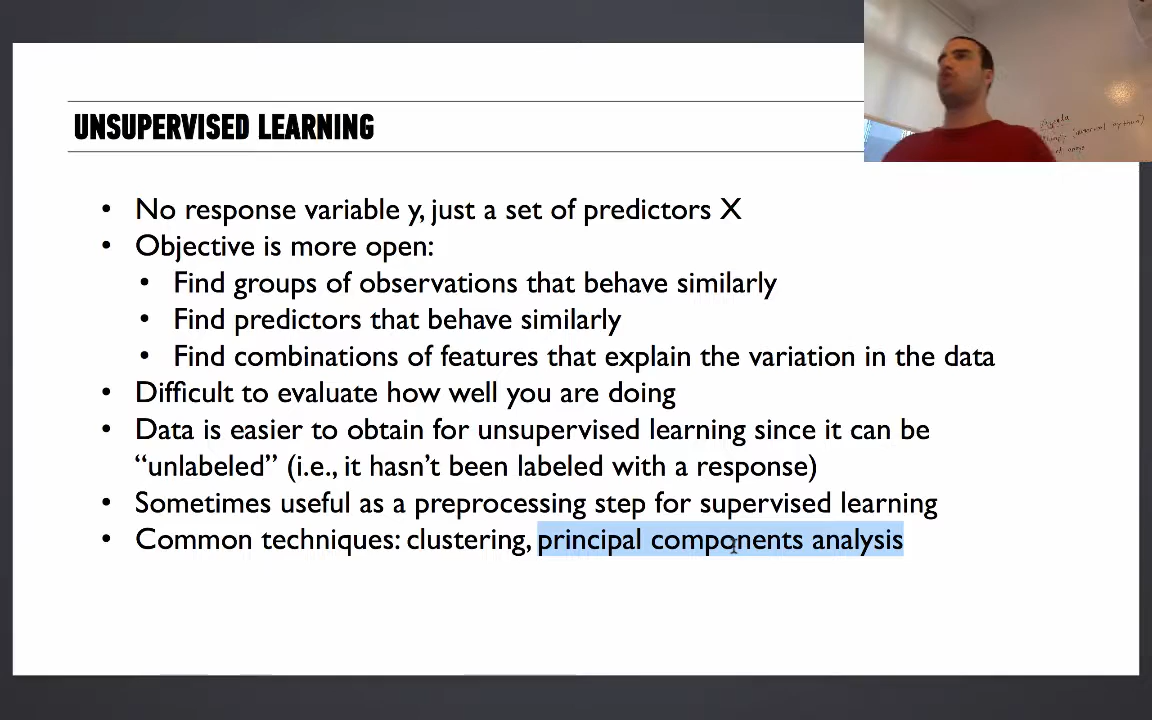 UNSUPERVISED LEARNING
• No response variable y, just a set of predictors X
• Objective is more open:
• Find groups of observations that behave similarly
• Find predictors that behave similarly
• Find combinations of features that explain the variation in the data
• Difficult to evaluate how well you are doing
• Data is easier to obtain for unsupervised learning since it can be
“unlabeled” (i.e., it hasn’t been labeled with a response)
• Sometimes useful as a preprocessing step for supervised learning
• Common techniques: clustering, principal components analysis